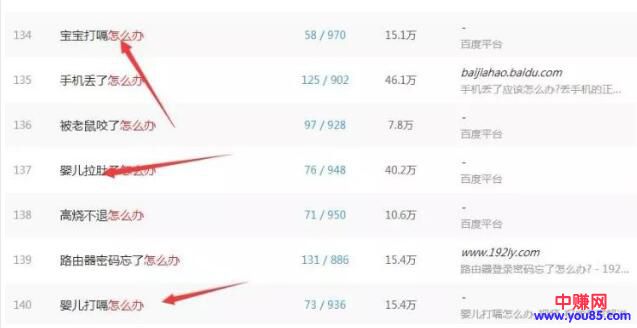 134 宝宝打嗝怎么办 58 / 970 15.1万 -
百度平台
135 手机丢了怎么办 125 / 902 46.1万 baijiahao.baidu.com
手机丢了应该怎么办?丢手机的正...
136 被老鼠咬了怎么办 97 / 928 7.8万 -
百度平台
137 婴儿拉肚子怎么办 76 / 948 40.2万 -
百度平台
138 高烧不退怎么办 71 / 950 10.6万 -
百度平台
139 路由器密码忘了怎么办 131 / 886 15.4万 www.192ly.com
路由器登录密码忘了怎么办? - 192...
140 婴儿打嗝怎么办 73 / 936 15.4万 -
中赚网
www.you85.com